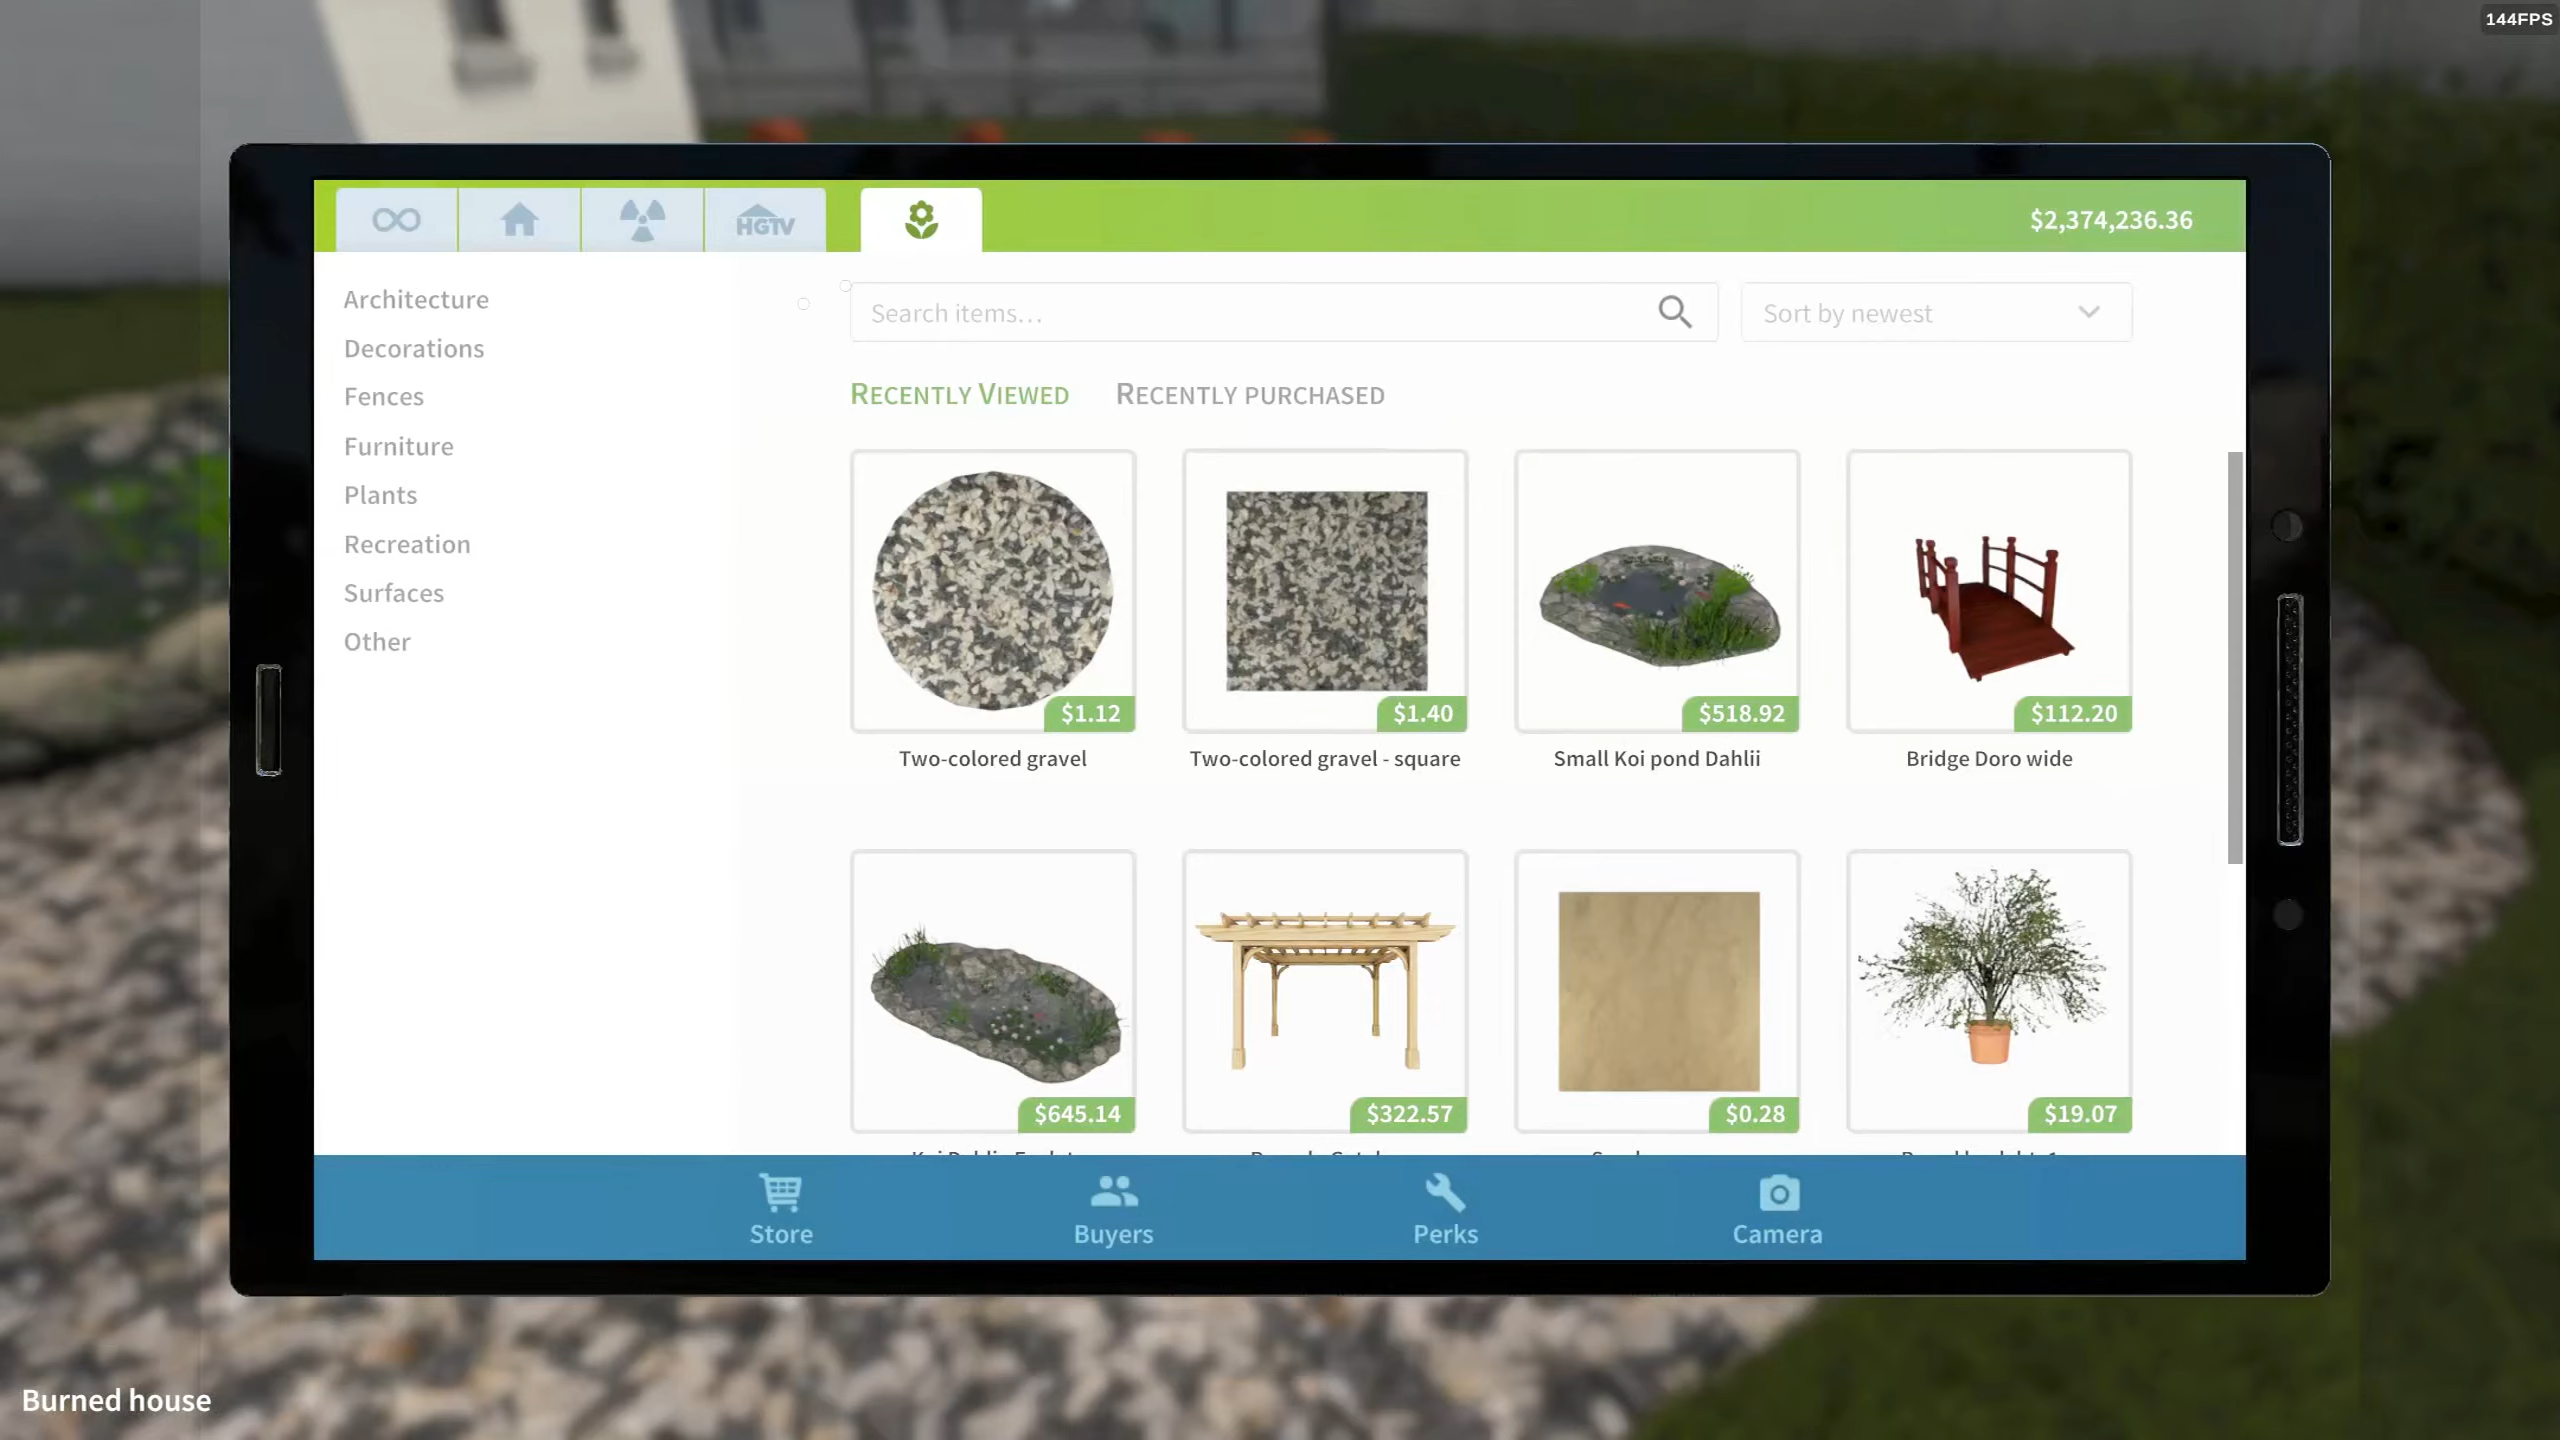 144FPS
HGTV
$2,374,236.36
Architecture
Decorations
Fences
Furniture
Plants
Recreation
Surfaces
Other
Search items...
Sort by newest
RECENTLY VIEWED
RECENTLY PURCHASED
$1.12
$1.40
$518.92
$112.20
Two-colored gravel
Two-colored gravel - square
Small Koi pond Dahlii
Bridge Doro wide
$645.14
$322.57
$0.28
$19.07
Store
Buyers
Perks
Camera
Burned house